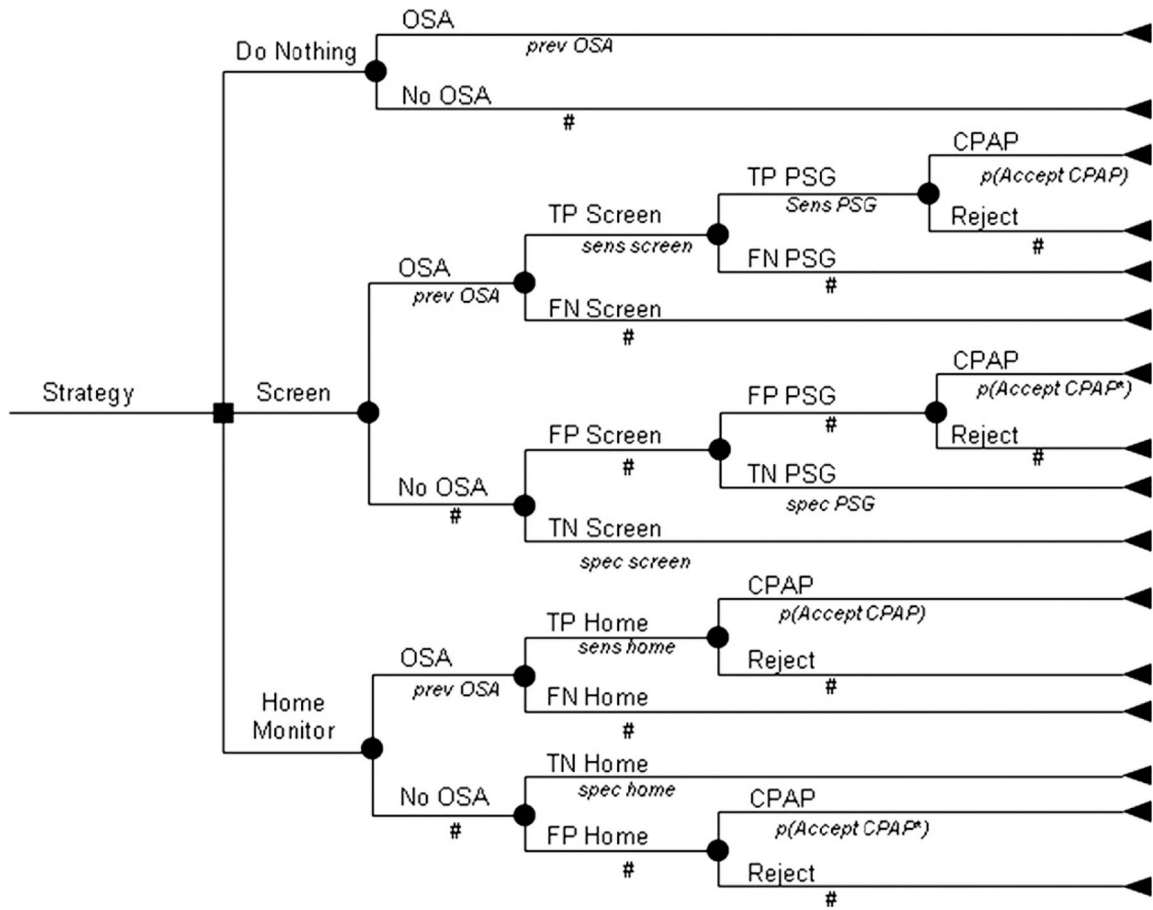 OSA
prev OSA
Do Nothing
No OSA
#
CPAP
p(Accept CPAP)
TP PSG
Sens PSG
Reject
#
TP Screen
sens screen
FN PSG
#
OSA
prev OSA
FN Screen
#
CPAP
p(Accept CPAP*)
Strategy
Screen
FP PSG
#
Reject
#
FP Screen
#
TN PSG
spec PSG
No OSA
#
TN Screen
spec screen
CPAP
p(Accept CPAP)
TP Home
sens home
Reject
#
OSA
prev OSA
FN Home
#
Home
Monitor
TN Home
spec home
No OSA
#
CPAP
p(Accept CPAP*)
FP Home
#
Reject
#